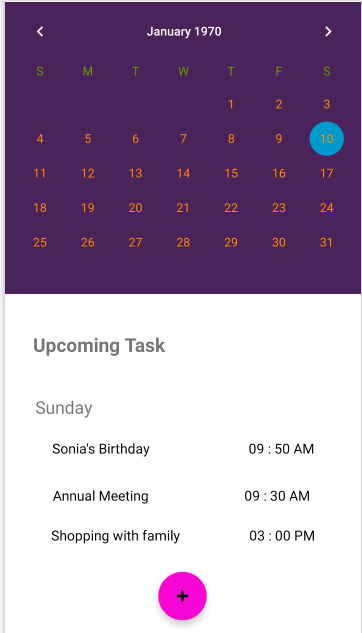 January 1970
S M T W T F S
1 2 3
4 5 6 7 8 9 10
11 12 13 14 15 16 17
18 19 20 21 22 23 24
25 26 27 28 29 30 31
Upcoming Task
Sunday
Sonia's Birthday 09 : 50 AM
Annual Meeting 09 : 30 AM
Shopping with family 03 : 00 PM
+